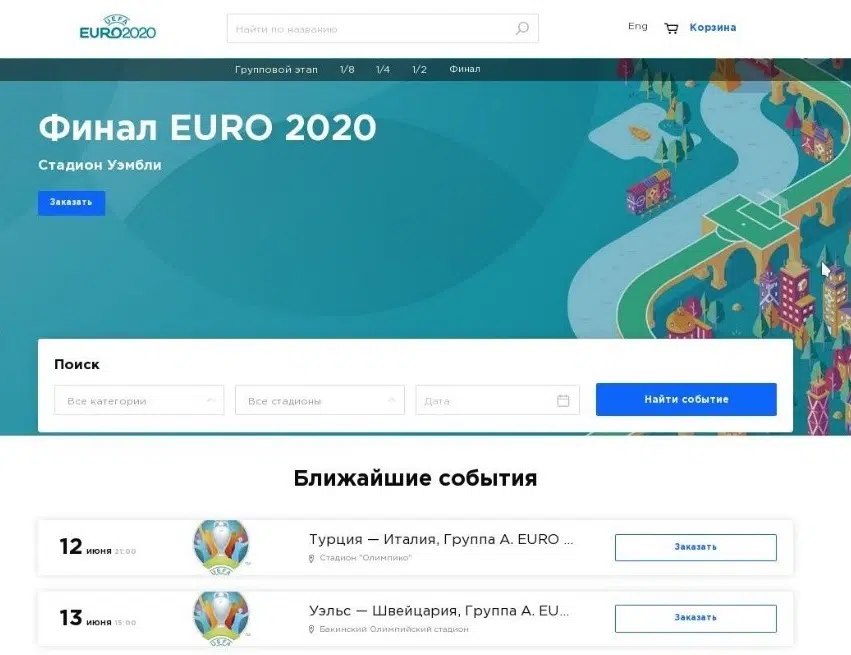 UEFA
EURO2020
Найти по названию
Eng
Корзина
Групповой этап 1/8 1/4 1/2 Финал
Финал EURO 2020
Стадион Уэмбли
Заказать
Поиск
Все категории
Все стадионы
Дата
Найти событие
Ближайшие события
12 июня 21:00
UEFA
Турция — Италия, Группа A. EURO ...
Стадион "Олимпико"
Заказать
13 июня 15:00
UEFA
Уэльс — Швейцария, Группа A. EU...
Бакинский Олимпийский стадион
Заказать